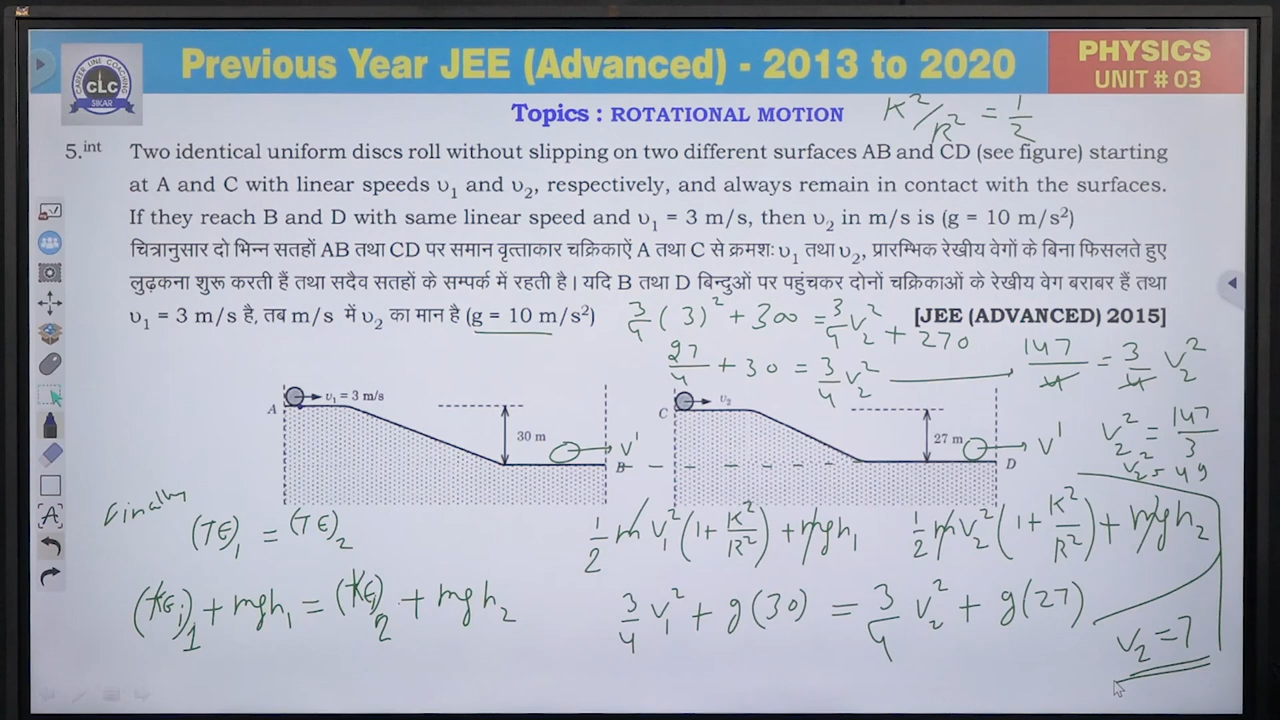 Previous Year JEE (Advanced) - 2013 to 2020
PHYSICS
UNIT # 03
CAREER LINE COACHING
CLC
SIKAR
Topics : ROTATIONAL MOTION
K²/R² = 1/2
5.int Two identical uniform discs roll without slipping on two different surfaces AB and CD (see figure) starting
at A and C with linear speeds υ₁ and υ₂, respectively, and always remain in contact with the surfaces.
If they reach B and D with same linear speed and υ₁ = 3 m/s, then υ₂ in m/s is (g = 10 m/s²)
चित्रानुसार दो भिन्न सतहों AB तथा CD पर समान वृत्ताकार चक्रिकाऐं A तथा C से क्रमशः υ₁ तथा υ₂, प्रारम्भिक रेखीय वेगों के बिना फिसलते हुए
लुढ़कना शुरू करती हैं तथा सदैव सतहों के सम्पर्क में रहती है। यदि B तथा D बिन्दुओं पर पहुंचकर दोनों चक्रिकाओं के रेखीय वेग बराबर हैं तथा
υ₁ = 3 m/s है, तब m/s में υ₂ का मान है (g = 10 m/s²)
[JEE (ADVANCED) 2015]
3/4 (3)² + 300 = 3/4 v₂² + 270
27/4 + 30 = 3/4 v₂²
147/4 = 3/4 v₂²
v₂² = 147/3
v₂² = 49
A
υ₁ = 3 m/s
30 m
v'
B
C
υ₂
27 m
v'
D
Finally
(TE)₁ = (TE)₂
(KEi)₁ + mgh₁ = (KEi)₂ + mgh₂
1/2 m v₁² (1 + K²/R²) + mgh₁
1/2 m v₂² (1 + K²/R²) + mgh₂
3/4 v₁² + g(30) = 3/4 v₂² + g(27)
v₂ = 7